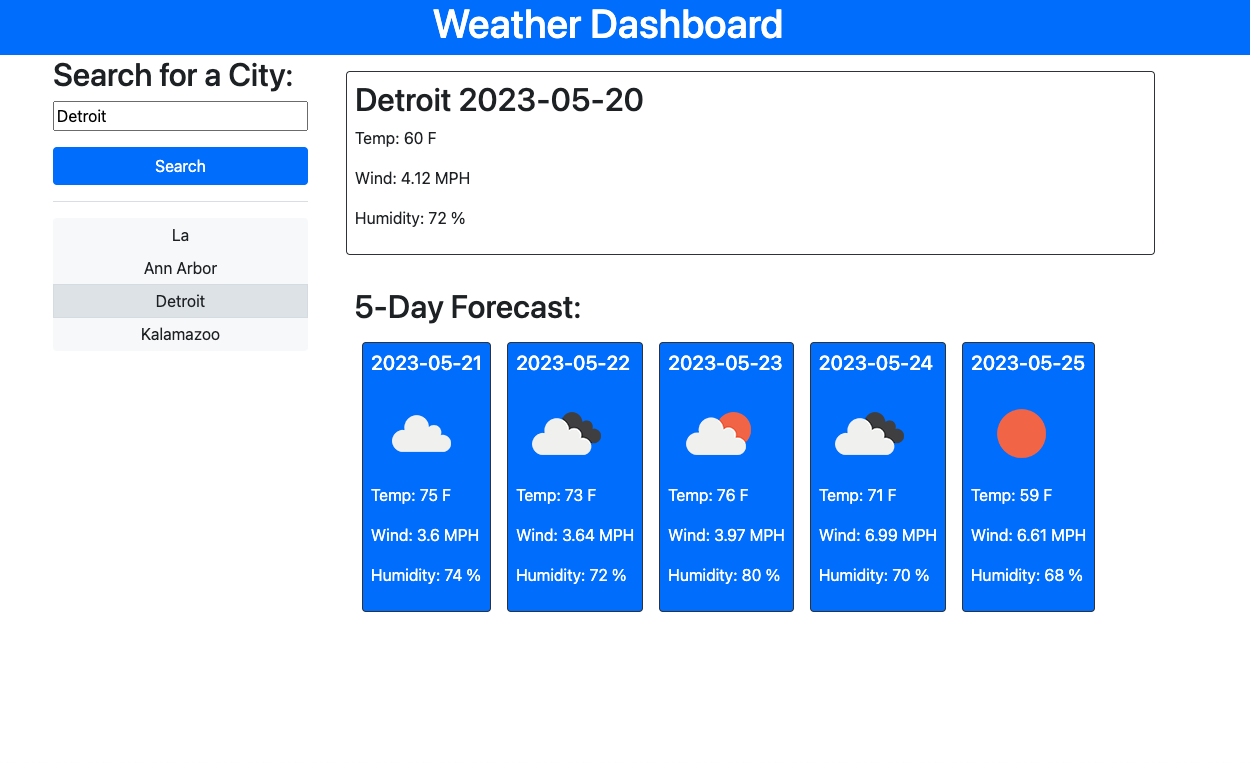 Weather Dashboard
Search for a City:
Detroit
Search
La
Ann Arbor
Detroit
Kalamazoo
Detroit 2023-05-20
Temp: 60 F
Wind: 4.12 MPH
Humidity: 72 %
5-Day Forecast:
2023-05-21
Temp: 75 F
Wind: 3.6 MPH
Humidity: 74 %
2023-05-22
Temp: 73 F
Wind: 3.64 MPH
Humidity: 72 %
2023-05-23
Temp: 76 F
Wind: 3.97 MPH
Humidity: 80 %
2023-05-24
Temp: 71 F
Wind: 6.99 MPH
Humidity: 70 %
2023-05-25
Temp: 59 F
Wind: 6.61 MPH
Humidity: 68 %